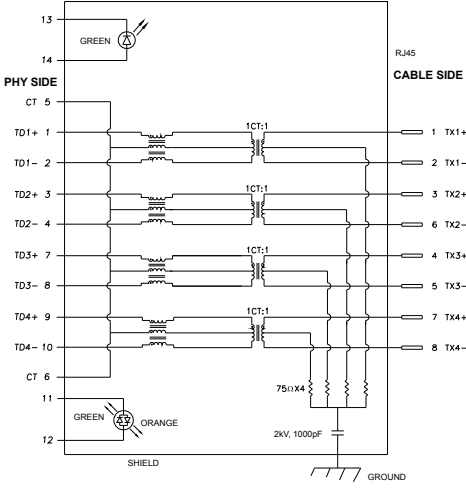 13
GREEN
14
RJ45
PHY SIDE
CABLE SIDE
CT 5
1CT:1
TD1+ 1
1 TX1+
TD1- 2
2 TX1-
1CT:1
TD2+ 3
3 TX2+
TD2- 4
6 TX2-
1CT:1
TD3+ 7
4 TX3+
TD3- 8
5 TX3-
1CT:1
TD4+ 9
7 TX4+
TD4- 10
8 TX4-
CT 6
75ΩX4
11
GREEN
ORANGE
2kV, 1000pF
12
SHIELD
GROUND